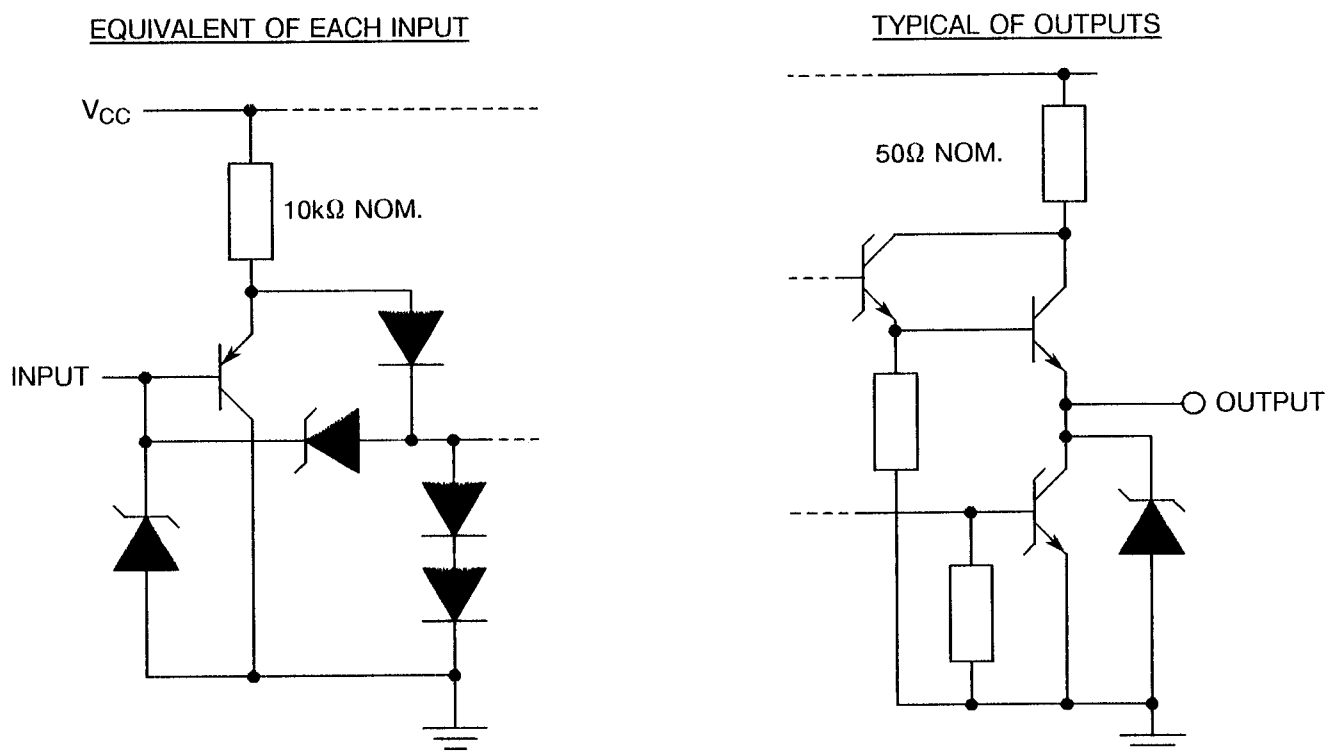 EQUIVALENT OF EACH INPUT
VCC
10kΩ NOM.
INPUT
TYPICAL OF OUTPUTS
50Ω NOM.
OUTPUT